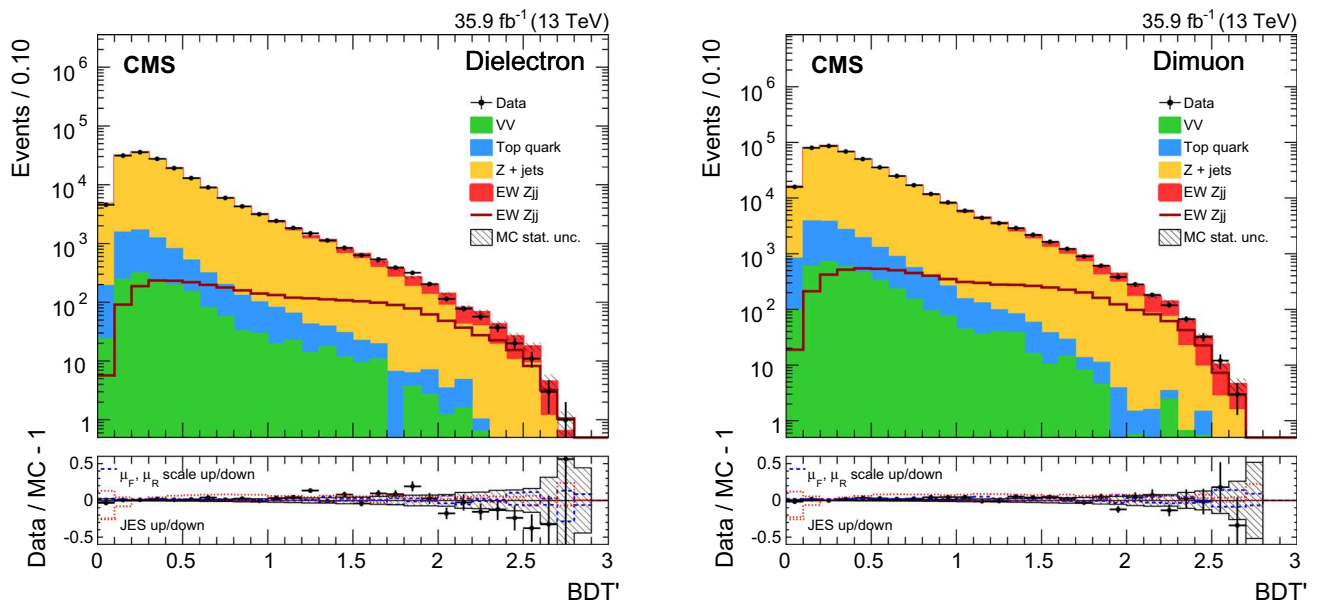 35.9 fb⁻¹ (13 TeV)
CMS
Dielectron
Data
VV
Top quark
Z + jets
EW Zjj
EW Zjj
MC stat. unc.
Events / 0.10
10⁶
10⁵
10⁴
10³
10²
10
1
Data / MC - 1
0.5
0
-0.5
μF, μR scale up/down
JES up/down
0 0.5 1 1.5 2 2.5 3
BDT'
35.9 fb⁻¹ (13 TeV)
CMS
Dimuon
Data
VV
Top quark
Z + jets
EW Zjj
EW Zjj
MC stat. unc.
Events / 0.10
10⁶
10⁵
10⁴
10³
10²
10
1
Data / MC - 1
0.5
0
-0.5
μF, μR scale up/down
JES up/down
0 0.5 1 1.5 2 2.5 3
BDT'